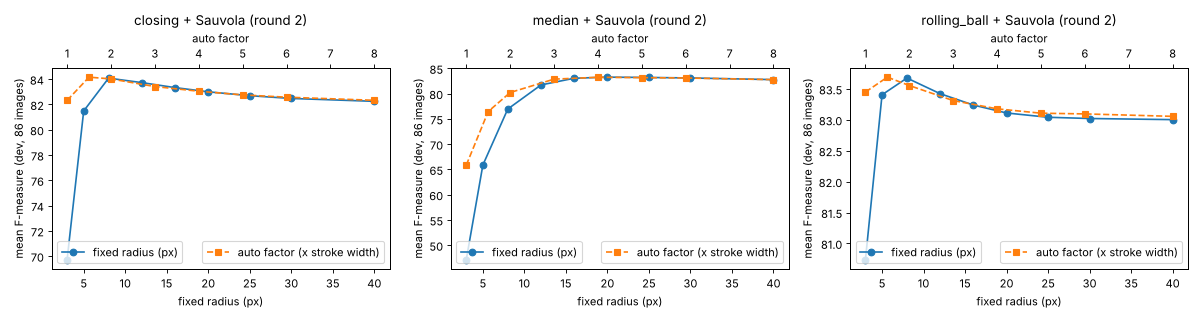 closing + Sauvola (round 2)
auto factor
1 2 3 4 5 6 7 8
mean F-measure (dev, 86 images)
84
82
80
78
76
74
72
70
fixed radius (px)
auto factor (x stroke width)
5 10 15 20 25 30 35 40
fixed radius (px)
median + Sauvola (round 2)
auto factor
1 2 3 4 5 6 7 8
mean F-measure (dev, 86 images)
85
80
75
70
65
60
55
50
fixed radius (px)
auto factor (x stroke width)
5 10 15 20 25 30 35 40
fixed radius (px)
rolling_ball + Sauvola (round 2)
auto factor
1 2 3 4 5 6 7 8
mean F-measure (dev, 86 images)
83.5
83.0
82.5
82.0
81.5
81.0
fixed radius (px)
auto factor (x stroke width)
5 10 15 20 25 30 35 40
fixed radius (px)